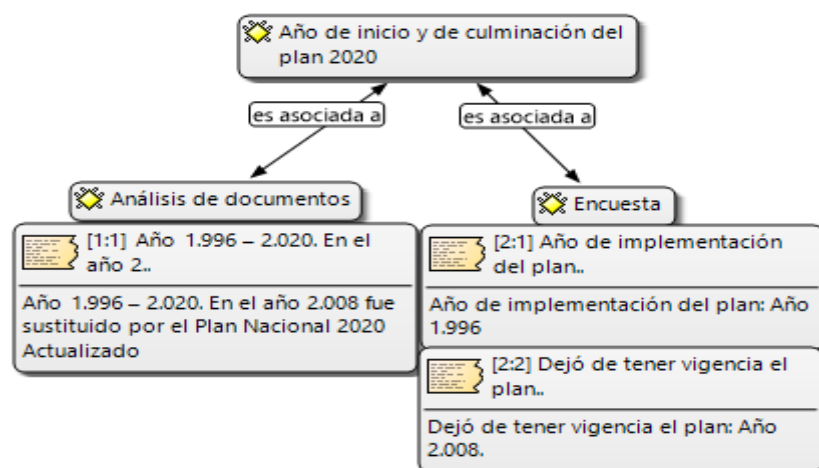 Año de inicio y de culminación del
plan 2020
es asociada a
es asociada a
Análisis de documentos
[1:1] Año 1.996 – 2.020. En el
año 2..
Año 1.996 – 2.020. En el año 2.008 fue
sustituido por el Plan Nacional 2020
Actualizado
Encuesta
[2:1] Año de implementación
del plan..
Año de implementación del plan: Año
1.996
[2:2] Dejó de tener vigencia el
plan..
Dejó de tener vigencia el plan: Año
2.008.